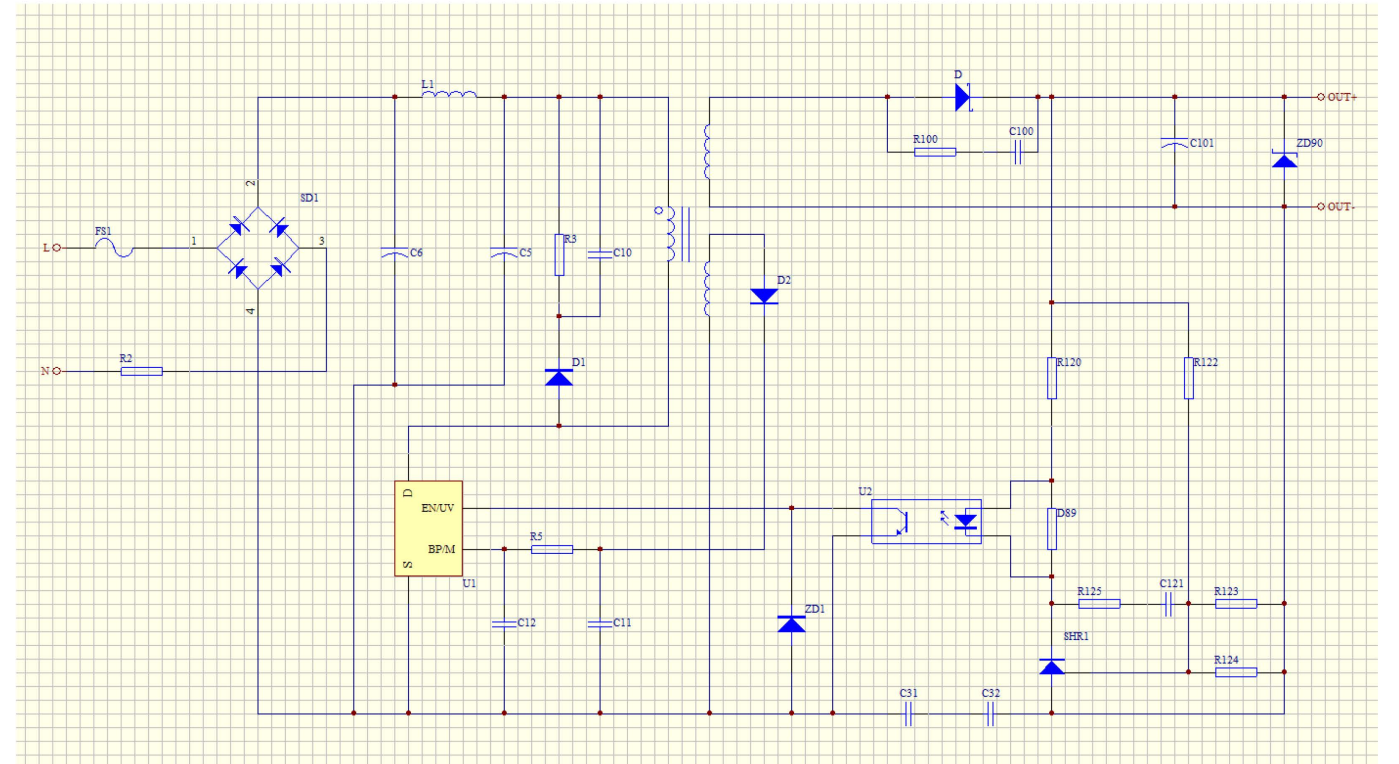 D
L1
OUT+
R100
C100
C101
ZD90
2
SD1
OUT-
FS1
L
1
3
C6
C5
R3
C10
D2
4
R2
N
D1
R120
R122
D
U2
EN/UV
D89
R5
BP/M
S
U1
R125
C121
R123
C12
C11
ZD1
SHR1
R124
C31
C32